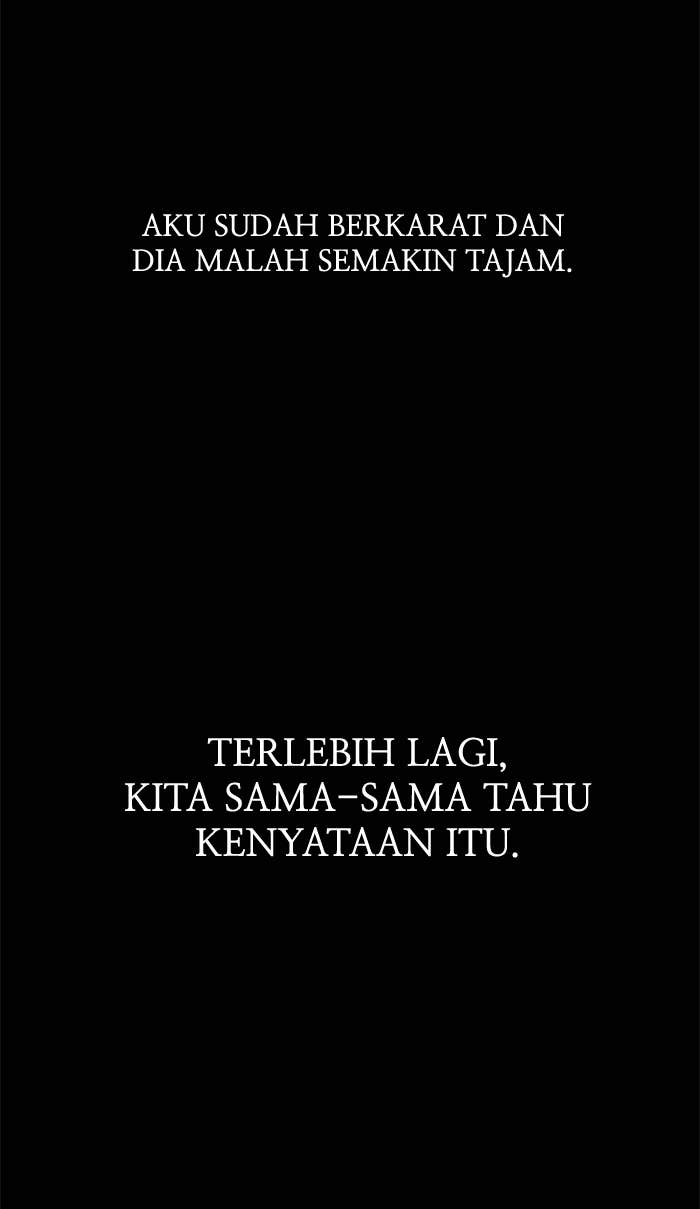 AKU SUDAH BERKARAT DAN
DIA MALAH SEMAKIN TAJAM.
TERLEBIH LAGI,
KITA SAMA-SAMA TAHU
KENYATAAN ITU.